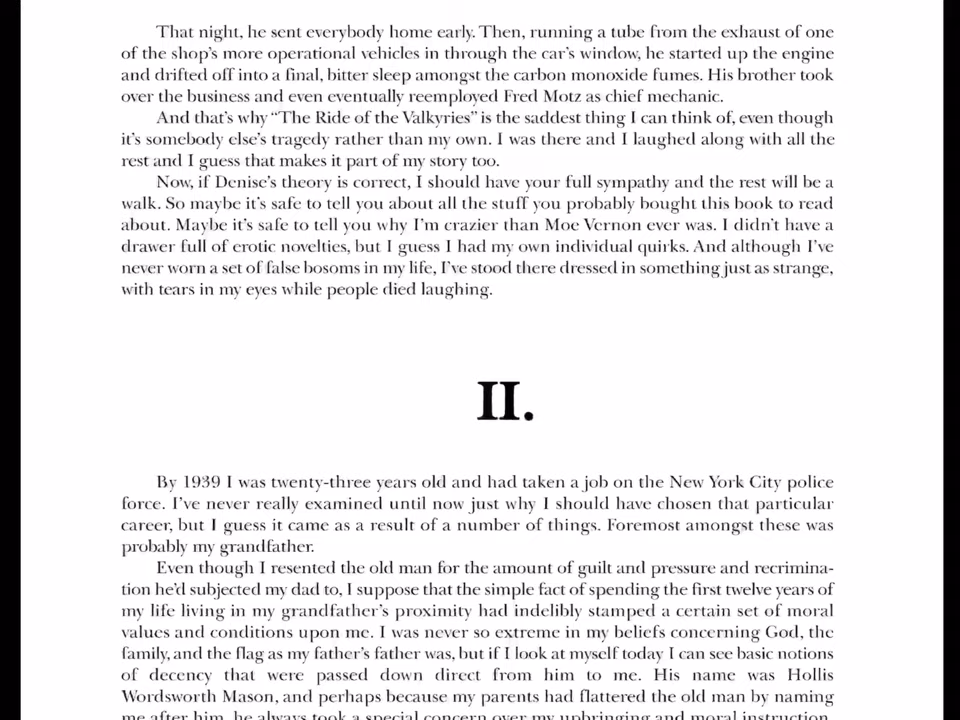 That night, he sent everybody home early. Then, running a tube from the exhaust of one
of the shop's more operational vehicles in through the car's window, he started up the engine
and drifted off into a final, bitter sleep amongst the carbon monoxide fumes. His brother took
over the business and even eventually reemployed Fred Motz as chief mechanic.
And that's why “The Ride of the Valkyries” is the saddest thing I can think of, even though
it's somebody else's tragedy rather than my own. I was there and I laughed along with all the
rest and I guess that makes it part of my story too.
Now, if Denise's theory is correct, I should have your full sympathy and the rest will be a
walk. So maybe it's safe to tell you about all the stuff you probably bought this book to read
about. Maybe it's safe to tell you why I'm crazier than Moe Vernon ever was. I didn't have a
drawer full of erotic novelties, but I guess I had my own individual quirks. And although I've
never worn a set of false bosoms in my life, I've stood there dressed in something just as strange,
with tears in my eyes while people died laughing.
II.
By 1939 I was twenty-three years old and had taken a job on the New York City police
force. I've never really examined until now just why I should have chosen that particular
career, but I guess it came as a result of a number of things. Foremost amongst these was
probably my grandfather.
Even though I resented the old man for the amount of guilt and pressure and recrimina-
tion he'd subjected my dad to, I suppose that the simple fact of spending the first twelve years of
my life living in my grandfather's proximity had indelibly stamped a certain set of moral
values and conditions upon me. I was never so extreme in my beliefs concerning God, the
family, and the flag as my father's father was, but if I look at myself today I can see basic notions
of decency that were passed down direct from him to me. His name was Hollis
Wordsworth Mason, and perhaps because my parents had flattered the old man by naming
me after him, he always took a special concern over my upbringing and moral instruction.